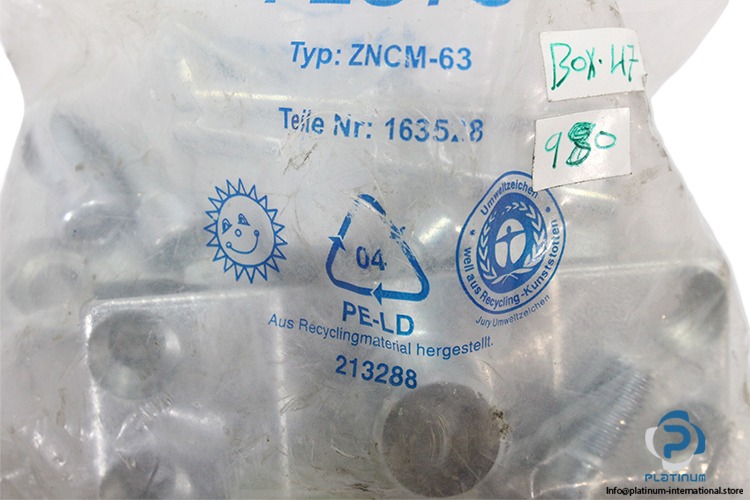 Typ: ZNCM-63
Teile Nr: 163528
BOX-47
980
04
PE-LD
Aus Recyclingmaterial hergestellt.
213288
Umweltzeichen
weil aus Recycling-Kunststoffen
Jury Umweltzeichen
PLATINUM
Info@platinum-international.store